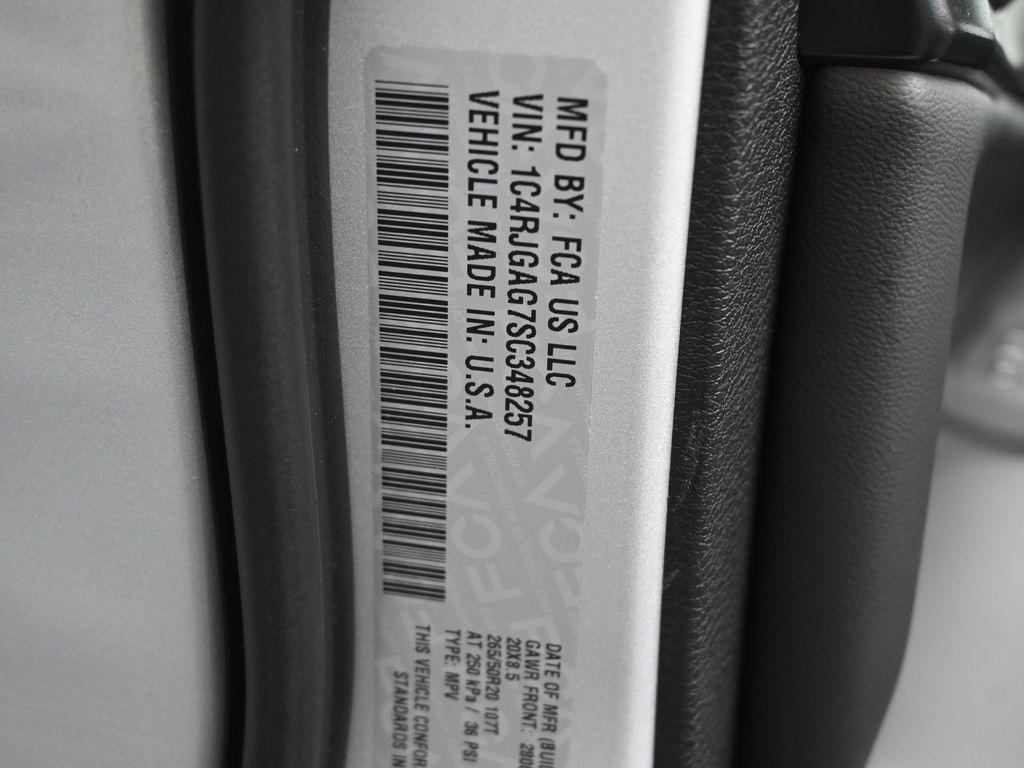 MFD BY: FCA US LLC
VIN: 1C4RJGAG7SC348257
VEHICLE MADE IN: U.S.A.
DATE OF MFR
GAWR FRONT:
20X8.5
265/50R20 107T
AT 250 kPa / 36 PSI
TYPE: MPV
THIS VEHICLE
STANDARDS IN